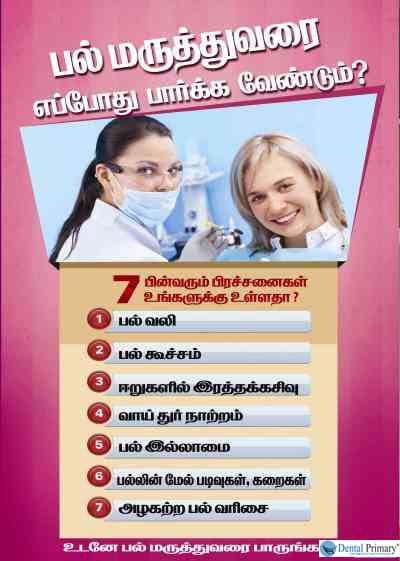 பல் மருத்துவரை
எப்போது பார்க்க வேண்டும்?
7 பின்வரும் பிரச்சனைகள்
உங்களுக்கு உள்ளதா ?
1 பல் வலி
2 பல் கூச்சம்
3 ஈறுகளில் இரத்தக்கசிவு
4 வாய் துர் நாற்றம்
5 பல் இல்லாமை
6 பல்லின் மேல் படிவுகள், கறைகள்
7 அழகற்ற பல் வரிசை
உடனே பல் மருத்துவரை பாருங்க
Dental Primary